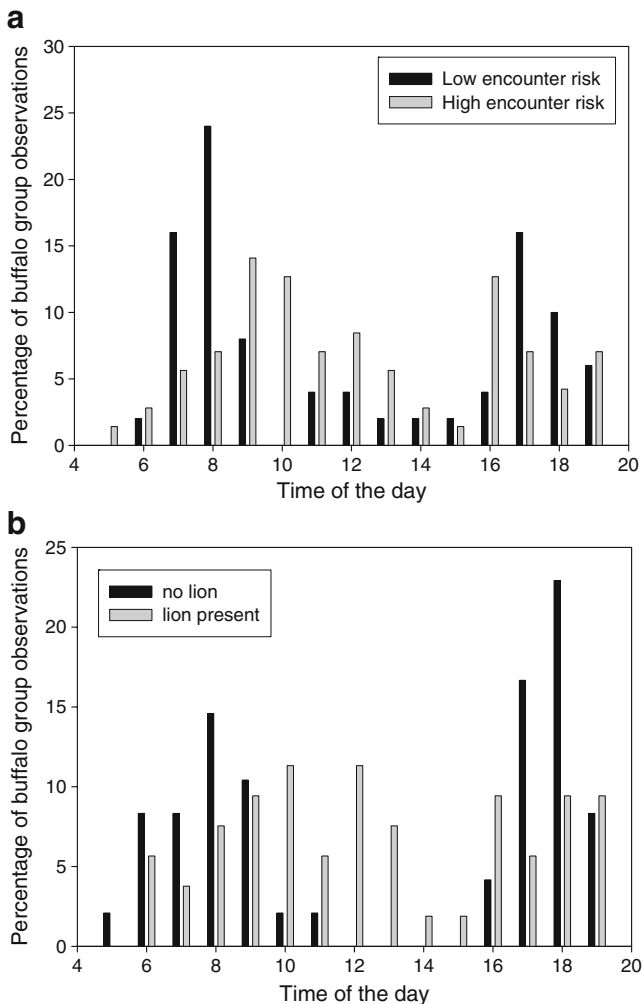 a
Percentage of buffalo group observations
30
25
20
15
10
5
0
Low encounter risk
High encounter risk
4 6 8 10 12 14 16 18 20
Time of the day
b
Percentage of buffalo group observations
25
20
15
10
5
0
no lion
lion present
4 6 8 10 12 14 16 18 20
Time of the day